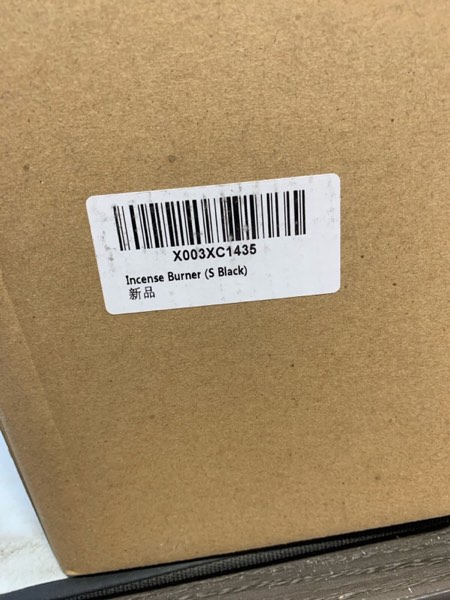 X003XC1435
Incense Burner (S Black)
新品